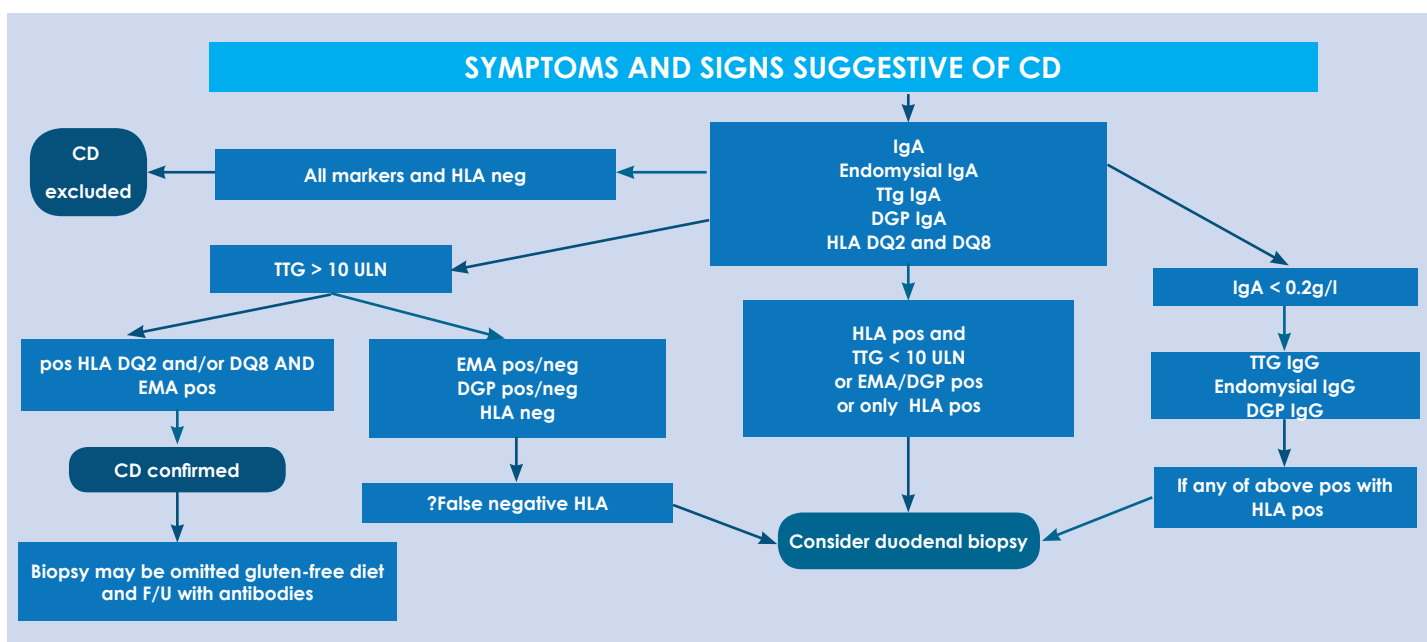 SYMPTOMS AND SIGNS SUGGESTIVE OF CD
IgA
Endomysial IgA
TTg IgA
DGP IgA
HLA DQ2 and DQ8
All markers and HLA neg
CD
excluded
TTG > 10 ULN
pos HLA DQ2 and/or DQ8 AND
EMA pos
CD confirmed
Biopsy may be omitted gluten-free diet
and F/U with antibodies
EMA pos/neg
DGP pos/neg
HLA neg
?False negative HLA
HLA pos and
TTG < 10 ULN
or EMA/DGP pos
or only HLA pos
Consider duodenal biopsy
IgA < 0.2g/l
TTG IgG
Endomysial IgG
DGP IgG
If any of above pos with
HLA pos